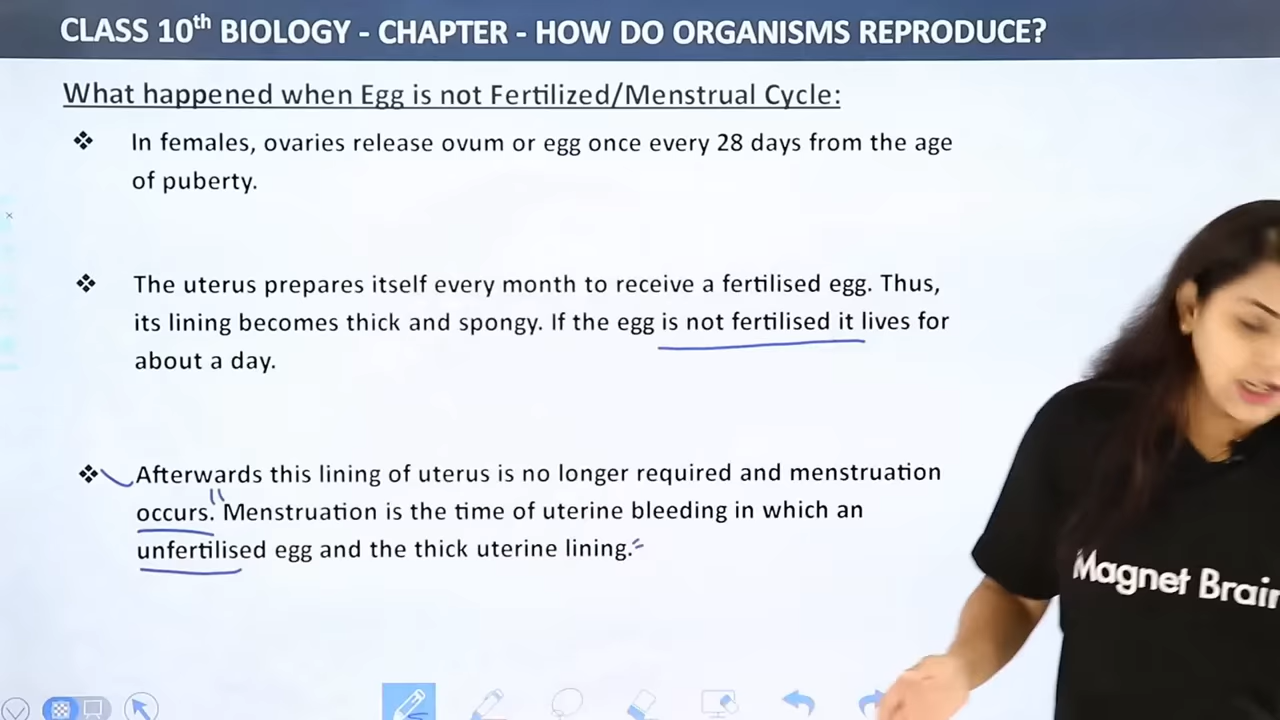 CLASS 10th BIOLOGY - CHAPTER - HOW DO ORGANISMS REPRODUCE?
What happened when Egg is not Fertilized/Menstrual Cycle:
❖ In females, ovaries release ovum or egg once every 28 days from the age
of puberty.
❖ The uterus prepares itself every month to receive a fertilised egg. Thus,
its lining becomes thick and spongy. If the egg is not fertilised it lives for
about a day.
❖ Afterwards this lining of uterus is no longer required and menstruation
occurs. Menstruation is the time of uterine bleeding in which an
unfertilised egg and the thick uterine lining.
Magnet Brain